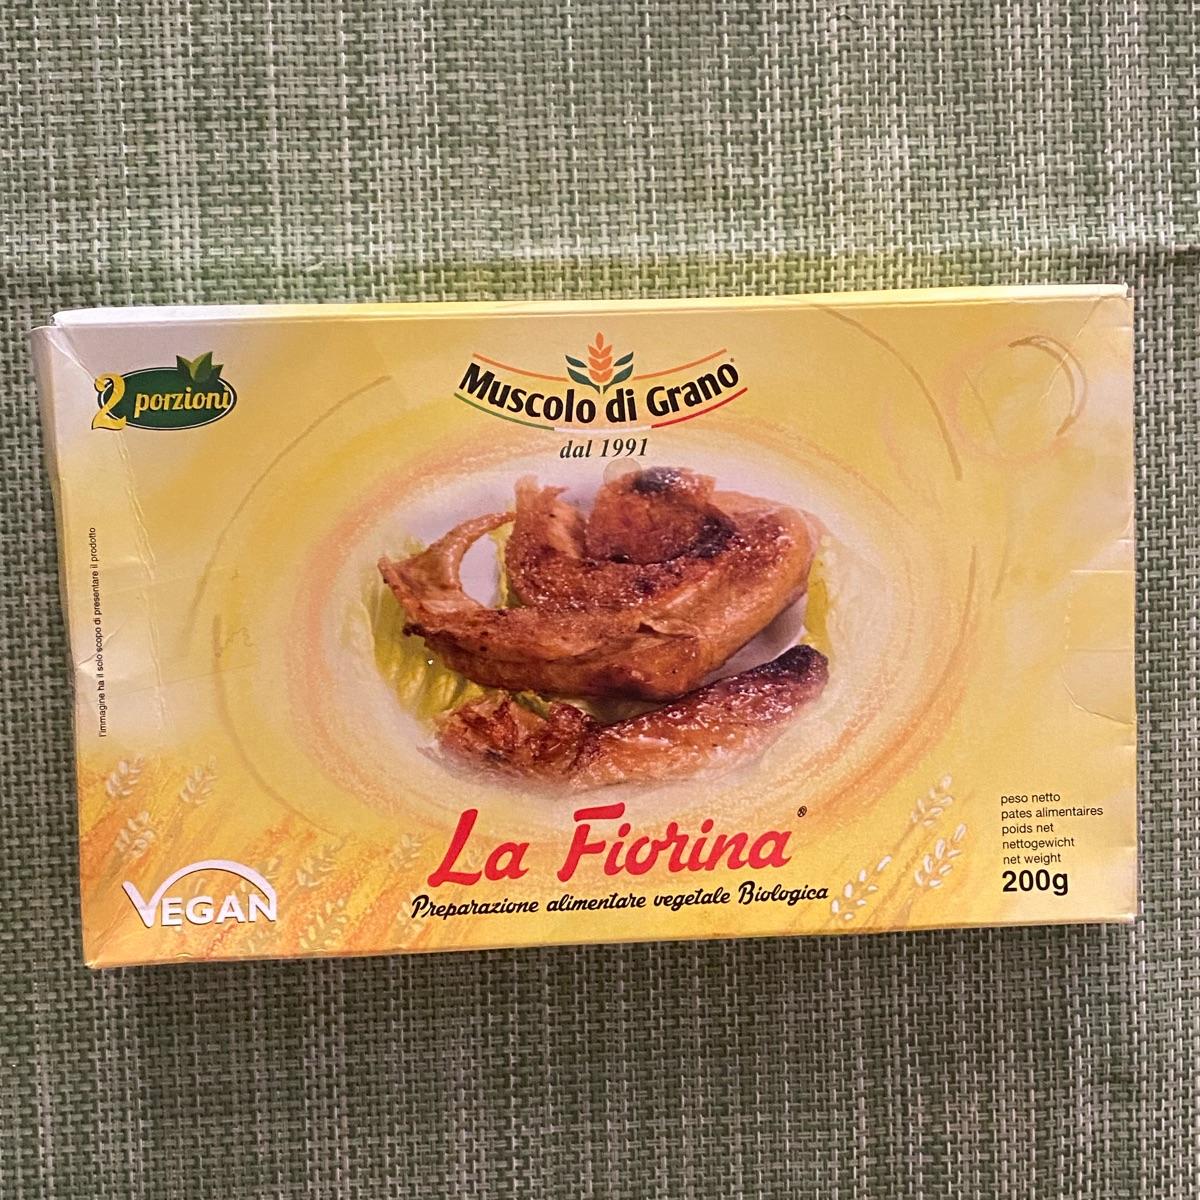 2 porzioni
Muscolo di Grano®
dal 1991
l'immagine ha il solo scopo di presentare il prodotto
La Fiorina®
Preparazione alimentare vegetale Biologica
VEGAN
peso netto
pates alimentaires
poids net
nettogewicht
net weight
200g